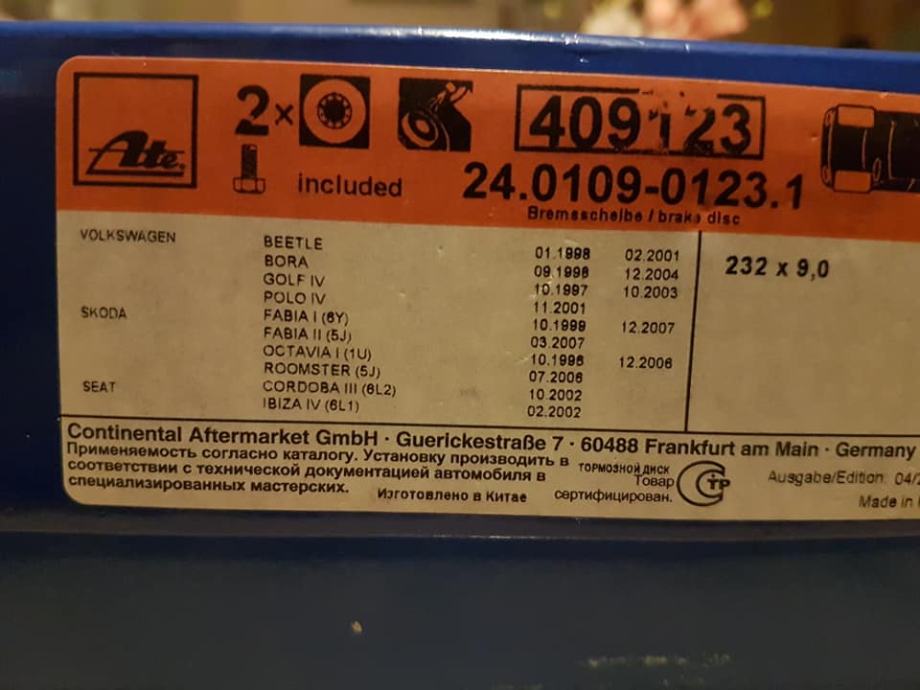 Ate
2x
409123
included
24.0109-0123.1
Bremsscheibe / brake disc
VOLKSWAGEN BEETLE 01.1998 02.2001
BORA 09.1998 12.2004
GOLF IV 10.1997 10.2003
POLO IV 11.2001
SKODA FABIA I (6Y) 10.1999 12.2007
FABIA II (5J) 03.2007
OCTAVIA I (1U) 10.1996 12.2006
ROOMSTER (5J) 07.2006
SEAT CORDOBA III (6L2) 10.2002
IBIZA IV (6L1) 02.2002
232 x 9,0
Continental Aftermarket GmbH · Guerickestraße 7 · 60488 Frankfurt am Main · Germany
Применяемость согласно каталогу. Установку производить в
соответствии с технической документацией автомобиля в
специализированных мастерских.
Изготовлено в Китае
ТОРМОЗНОЙ ДИСК
Товар
сертифицирован.
СТР
Ausgabe/Edition: 04/
Made in